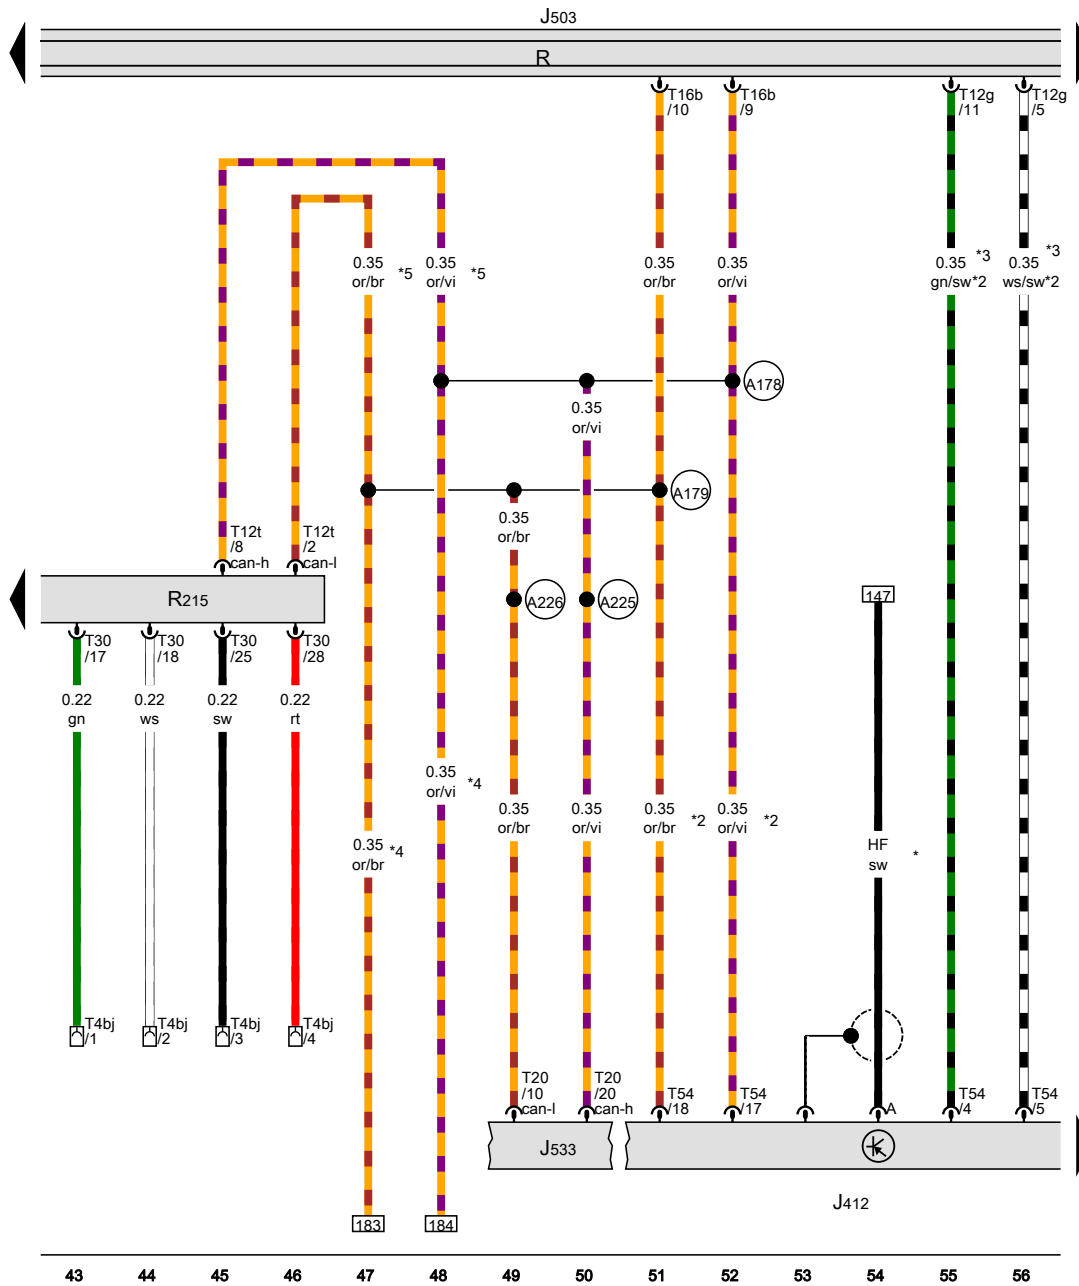 J503
R
T16b
/10
T16b
/9
T12g
/11
T12g
/5
0.35
or/br
*5
0.35
or/vi
*5
0.35
or/br
0.35
or/vi
*3
0.35
gn/sw*2
*3
0.35
ws/sw*2
A178
0.35
or/vi
A179
0.35
or/br
T12t
/8
can-h
T12t
/2
can-l
R215
A226
A225
147
T30
/17
T30
/18
T30
/25
T30
/28
0.22
gn
0.22
ws
0.22
sw
0.22
rt
0.35
or/vi
*4
0.35
or/br
*4
0.35
or/br
0.35
or/vi
0.35
or/br
*2
0.35
or/vi
*2
HF
sw
*
T4bj
/1
T4bj
/2
T4bj
/3
T4bj
/4
T20
/10
can-l
T20
/20
can-h
T54
/18
T54
/17
A
T54
/4
T54
/5
J533
J412
183
184
43 44 45 46 47 48 49 50 51 52 53 54 55 56